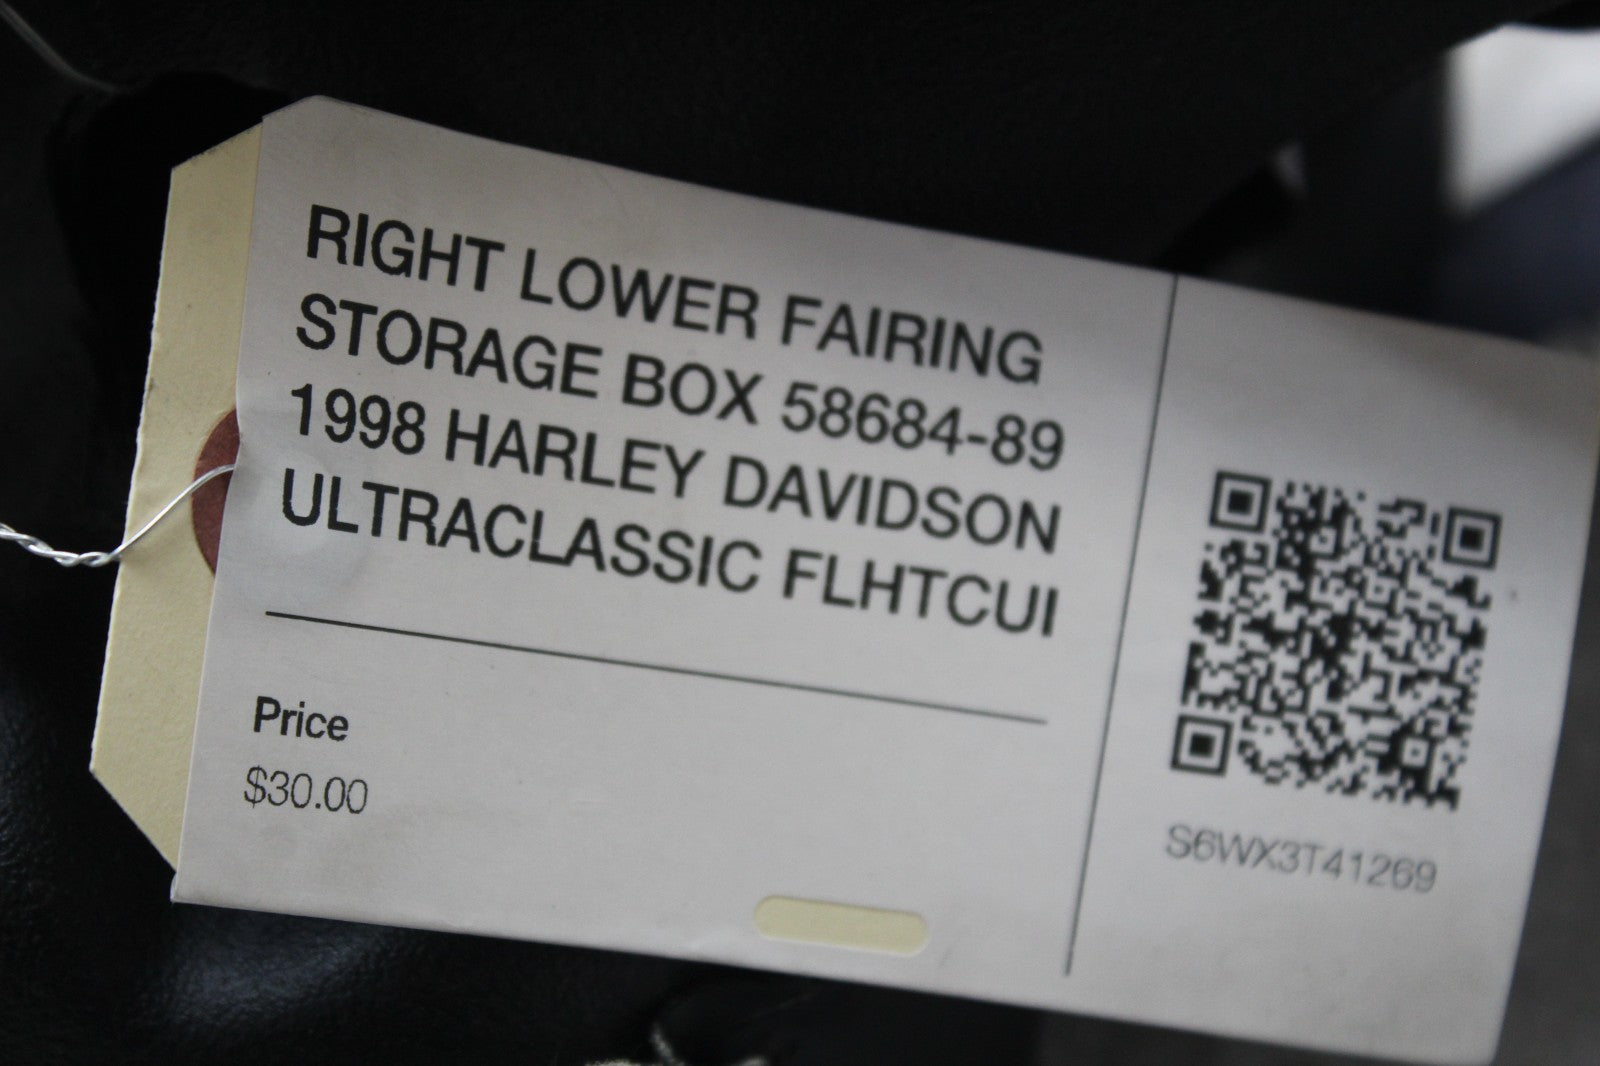 RIGHT LOWER FAIRING
STORAGE BOX 58684-89
1998 HARLEY DAVIDSON
ULTRACLASSIC FLHTCUI
Price
$30.00
S6WX3T41269